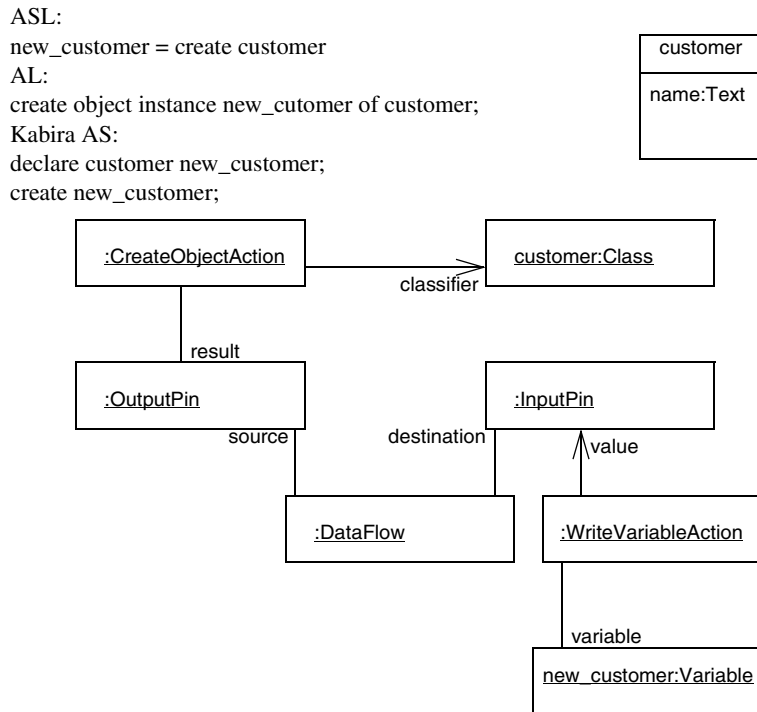 ASL:
new_customer = create customer
AL:
create object instance new_cutomer of customer;
Kabira AS:
declare customer new_customer;
create new_customer;
customer
name:Text
:CreateObjectAction
classifier
customer:Class
result
:OutputPin
:InputPin
source
destination
value
:DataFlow
:WriteVariableAction
variable
new_customer:Variable